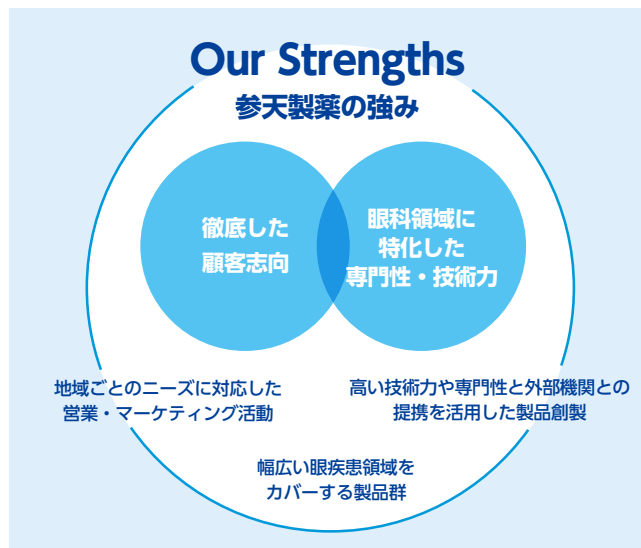 Our Strengths
参天製薬の強み
徹底した
顧客志向
眼科領域に
特化した
専門性・技術力
地域ごとのニーズに対応した
営業・マーケティング活動
高い技術力や専門性と外部機関との
提携を活用した製品創製
幅広い眼疾患領域を
カバーする製品群